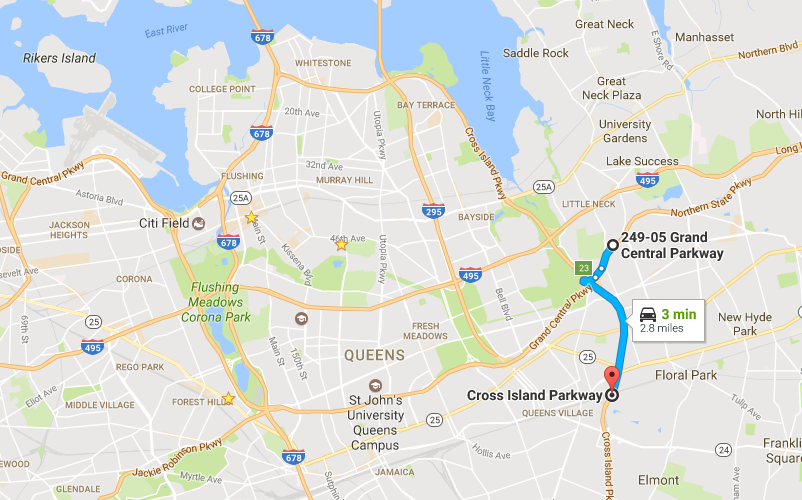 Great Neck
East River
678
Manhasset
E Shore Rd
Saddle Rock
Northern Blvd
Rikers Island
WHITESTONE
295
Little Neck Bay
COLLEGE POINT
Great
Neck Plaza
BAY TERRACE
20th Ave
Utopia Pkwy
North Hil
678
University
Gardens
Cross Island Pkwy
Long I
Lake Success
32nd Ave
Grand Central Pkwy
FLUSHING
MURRAY HILL
495
25A
Astoria Blvd
25A
LITTLE NECK
Northern State Pkwy
295
BAYSIDE
Citi Field
JACKSON
HEIGHTS
Main St
46th Ave
678
249-05 Grand
Central Parkway
SIDE
Kissena Blvd
Utopia Pkwy
23
495
sevelt Ave
CORONA
Flushing
Meadows
Corona Park
Bell Blvd
Grand Central Pkwy
3 min
2.8 miles
New Hyde
Park
69th St
25
FRESH
MEADOWS
495
Main St
150th St
QUEENS
25
REGO PARK
Floral Park
Eliot Ave
MIDDLE VILLAGE
FOREST HILLS
St John's
University
Queens
Campus
Cross Island Parkway
QUEENS VILLAGE
Tulip Ave
25
Jackie Robinson Pkwy
678
Hollis Ave
24
Frankli
Square
EWOOD
Myrtle Ave
JAMAICA
Sutphin
Cross Island Pk
Elmont
GLENDALE